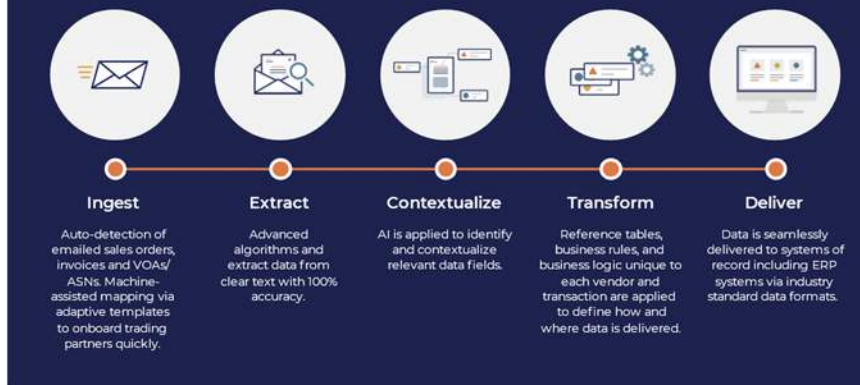 Ingest
Auto-detection of
emailed sales orders,
invoices and VOAs/
ASNs. Machine-
assisted mapping via
adaptive templates
to onboard trading
partners quickly.
Extract
Advanced
algorithms and
extract data from
clear text with 100%
accuracy.
Contextualize
AI is applied to identify
and contextualize
relevant data fields.
Transform
Reference tables,
business rules, and
business logic unique to
each vendor and
transaction are applied
to define how and
where data is delivered.
Deliver
Data is seamlessly
delivered to systems of
record including ERP
systems via industry
standard data formats.